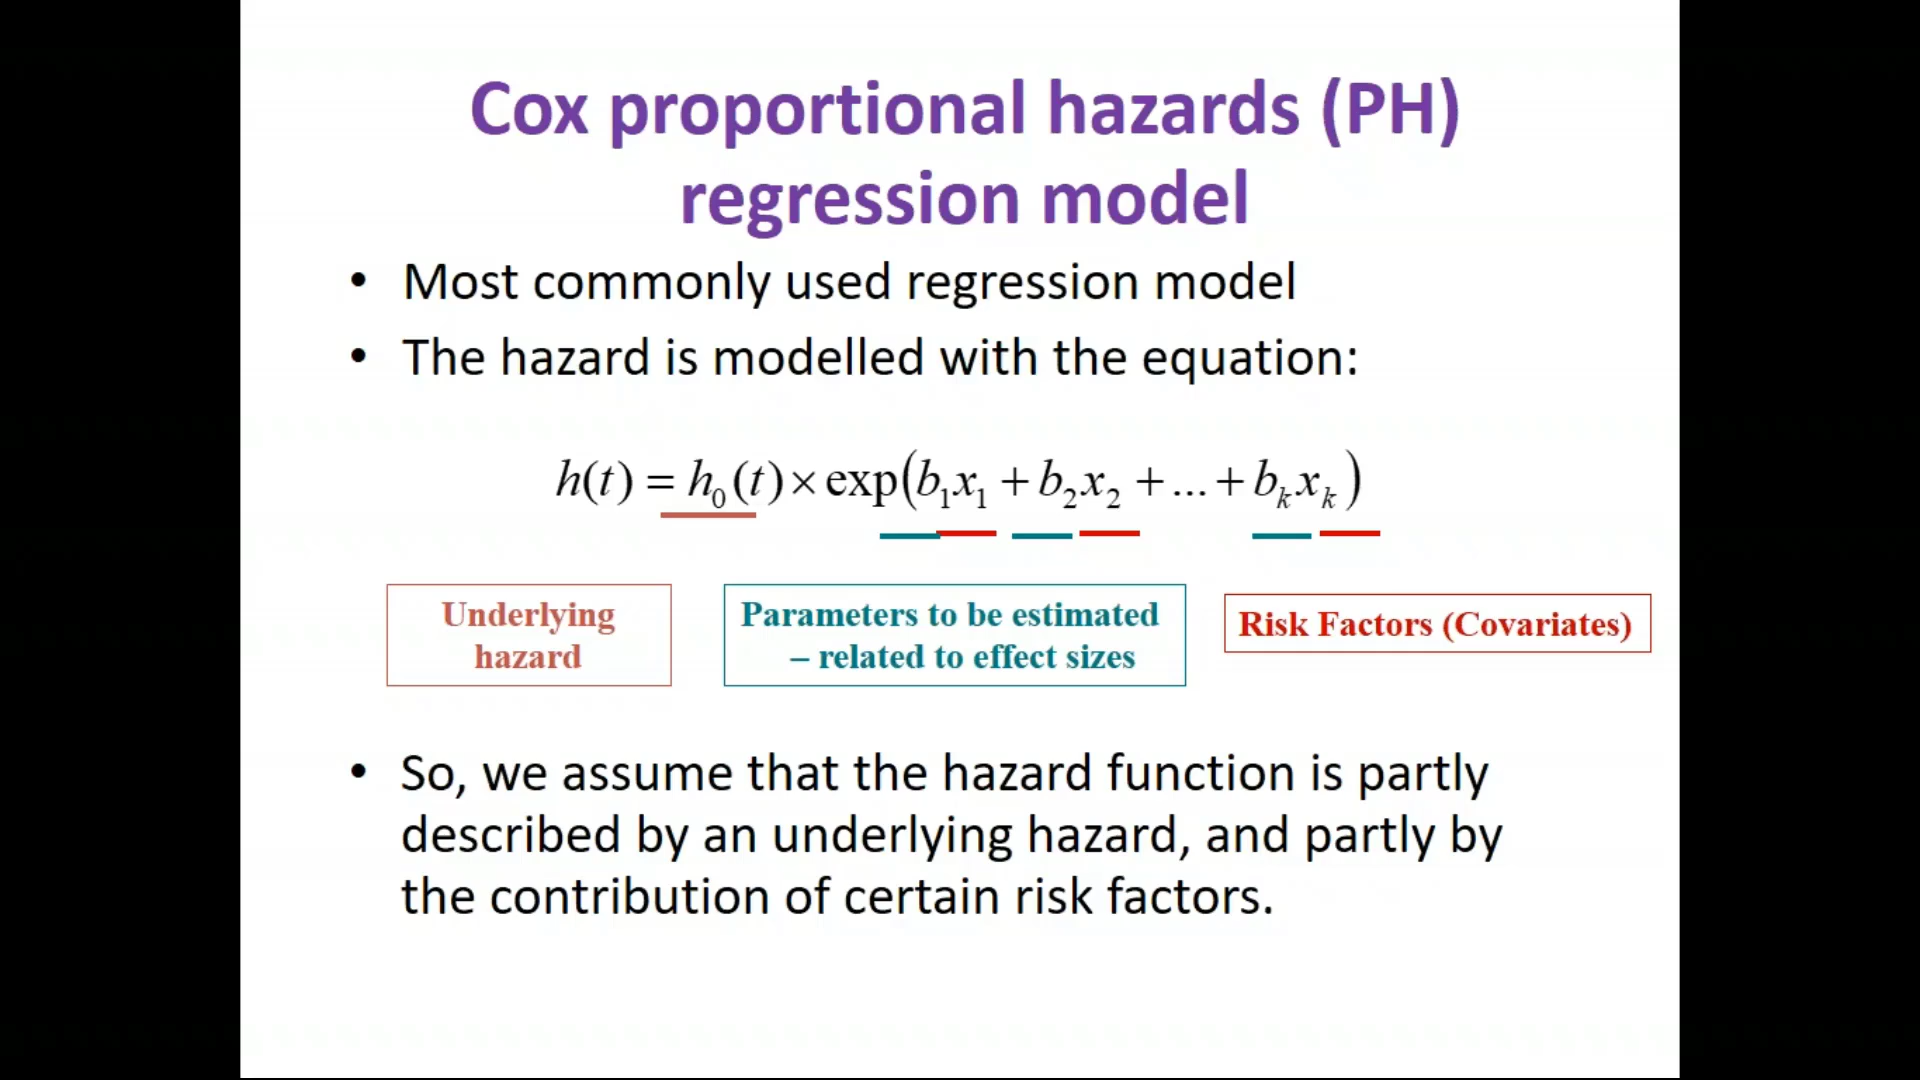 Cox proportional hazards (PH)
regression model
• Most commonly used regression model
• The hazard is modelled with the equation:
h(t) = h₀(t) × exp(b₁x₁ + b₂x₂ + ... + bₖxₖ)
Underlying
hazard
Parameters to be estimated
– related to effect sizes
Risk Factors (Covariates)
• So, we assume that the hazard function is partly
described by an underlying hazard, and partly by
the contribution of certain risk factors.